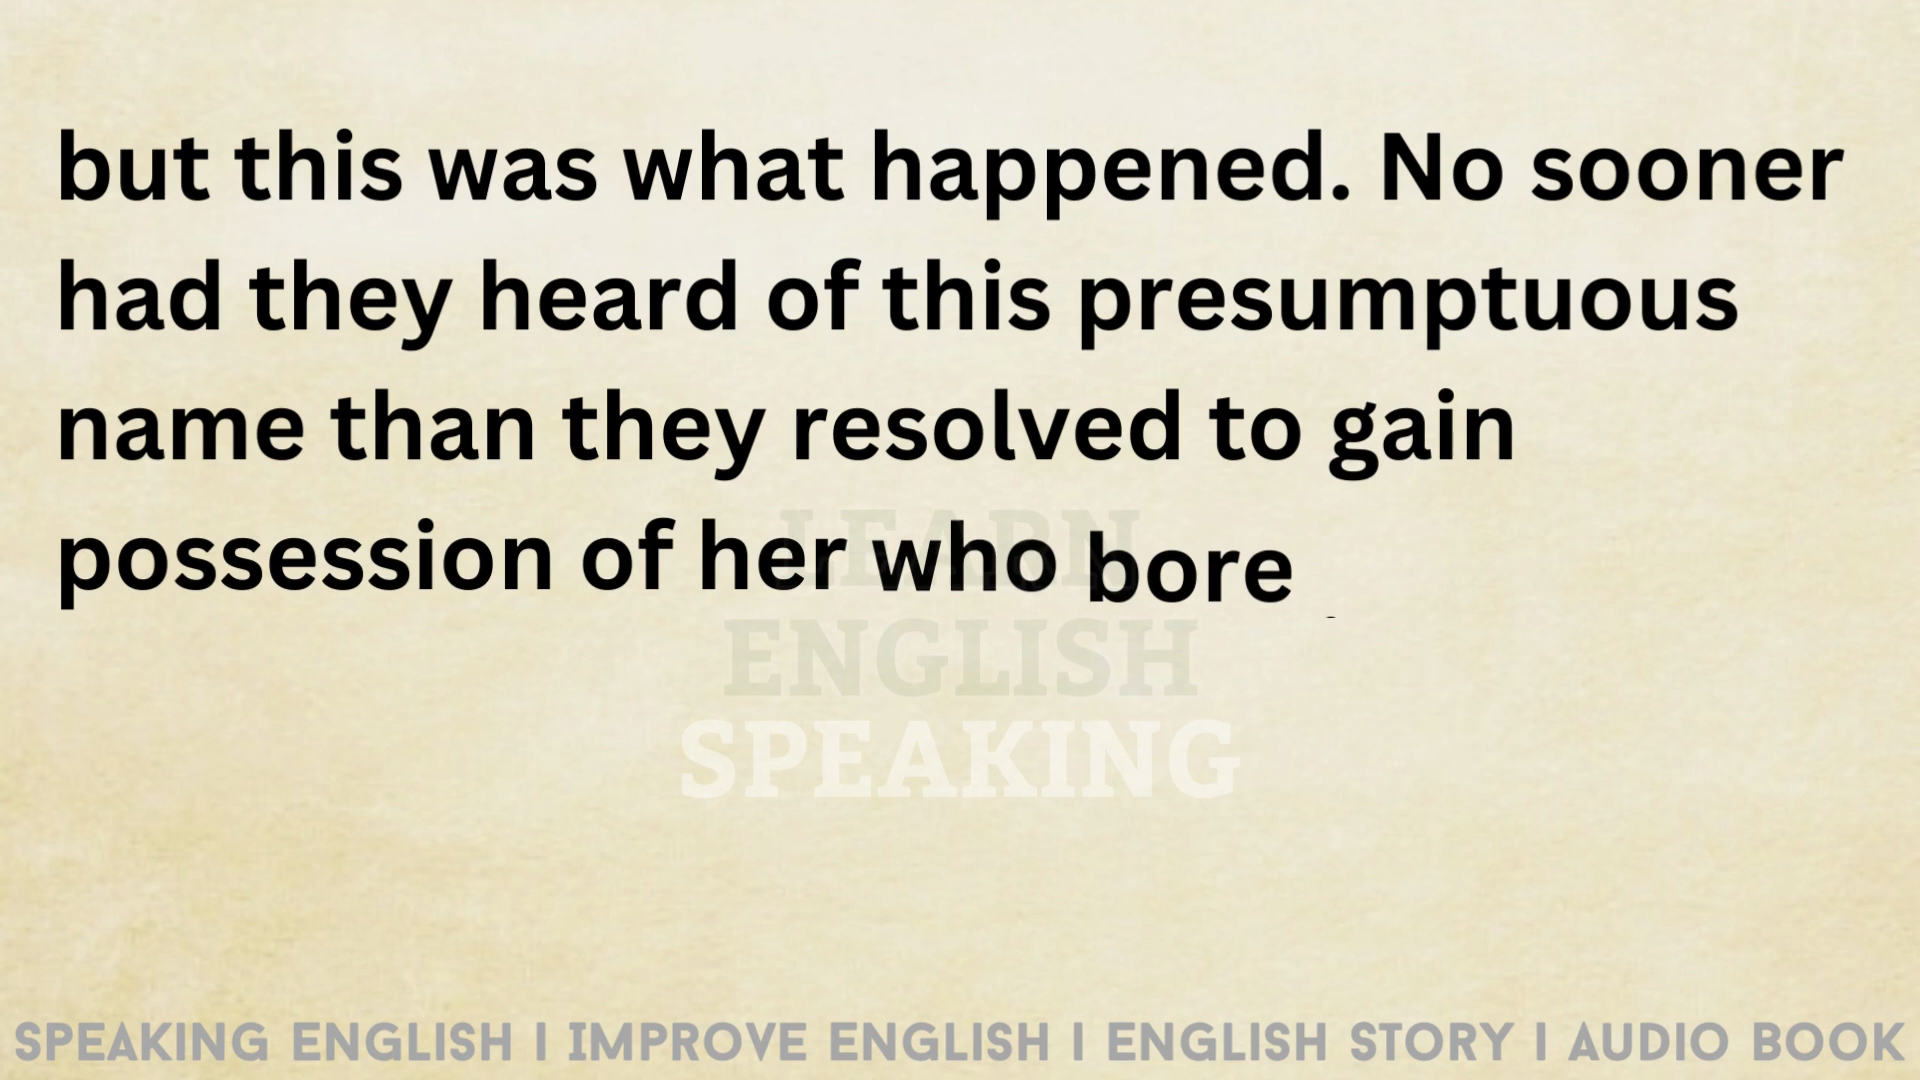 but this was what happened. No sooner
had they heard of this presumptuous
name than they resolved to gain
possession of her who bore
LEARN
ENGLISH
SPEAKING
SPEAKING ENGLISH I IMPROVE ENGLISH I ENGLISH STORY I AUDIO BOOK